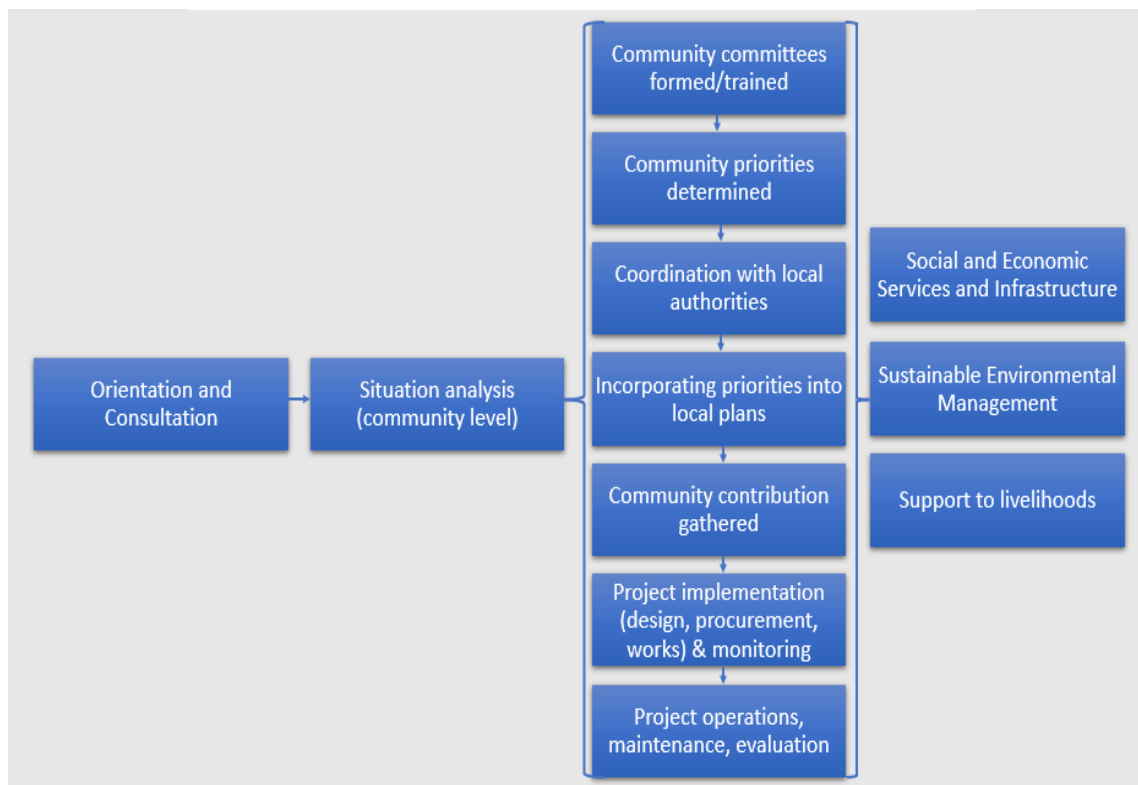 Orientation and
Consultation
Situation analysis
(community level)
Community committees
formed/trained
Community priorities
determined
Coordination with local
authorities
Incorporating priorities into
local plans
Community contribution
gathered
Project implementation
(design, procurement,
works) & monitoring
Project operations,
maintenance, evaluation
Social and Economic
Services and Infrastructure
Sustainable Environmental
Management
Support to livelihoods